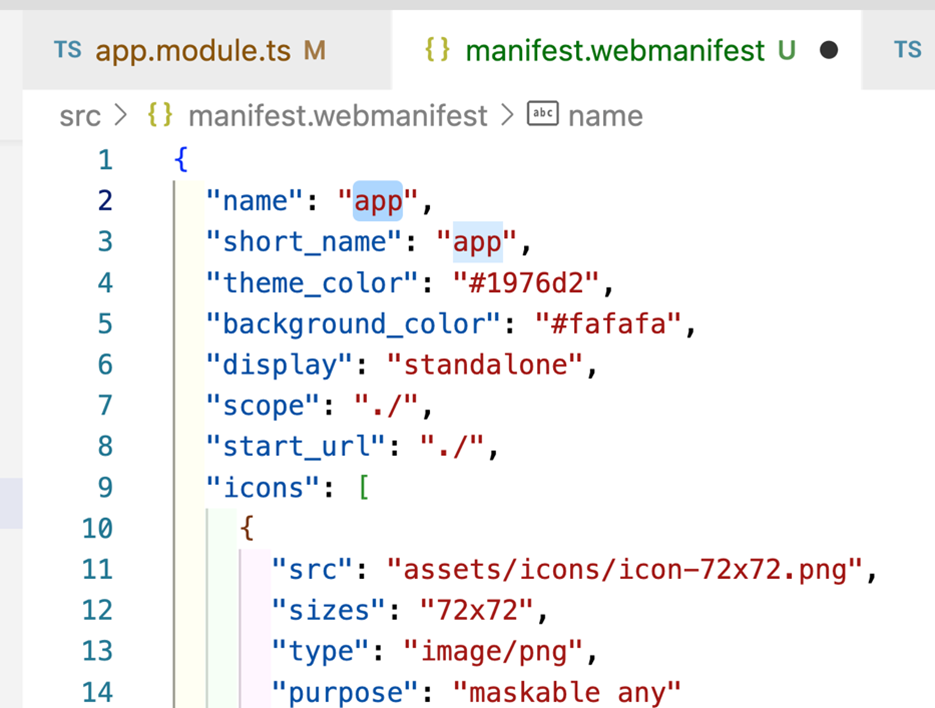 TS app.module.ts M {} manifest.webmanifest U ● TS
src > {} manifest.webmanifest > abc name
1 {
2 "name": "app",
3 "short_name": "app",
4 "theme_color": "#1976d2",
5 "background_color": "#fafafa",
6 "display": "standalone",
7 "scope": "./",
8 "start_url": "./",
9 "icons": [
10 {
11 "src": "assets/icons/icon-72x72.png",
12 "sizes": "72x72",
13 "type": "image/png",
14 "purpose": "maskable any"